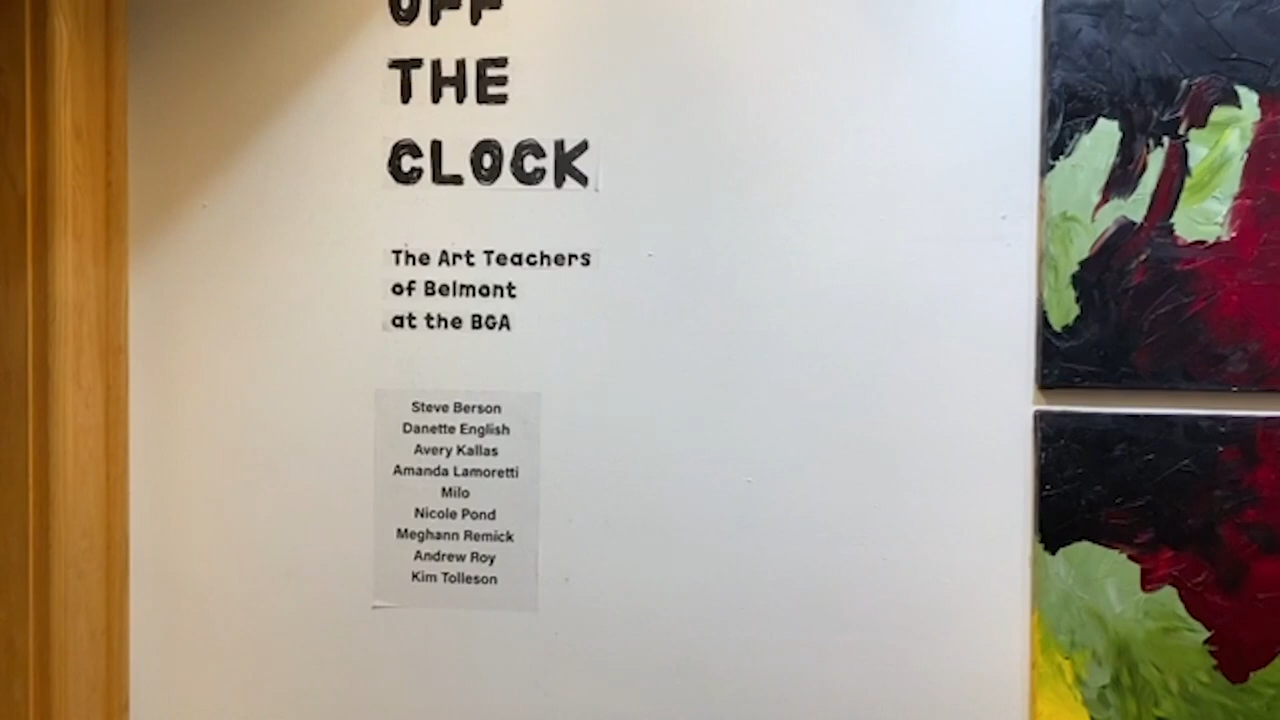 OFF
THE
CLOCK
The Art Teachers
of Belmont
at the BGA
Steve Berson
Danette English
Avery Kallas
Amanda Lamoretti
Milo
Nicole Pond
Meghann Remick
Andrew Roy
Kim Tolleson